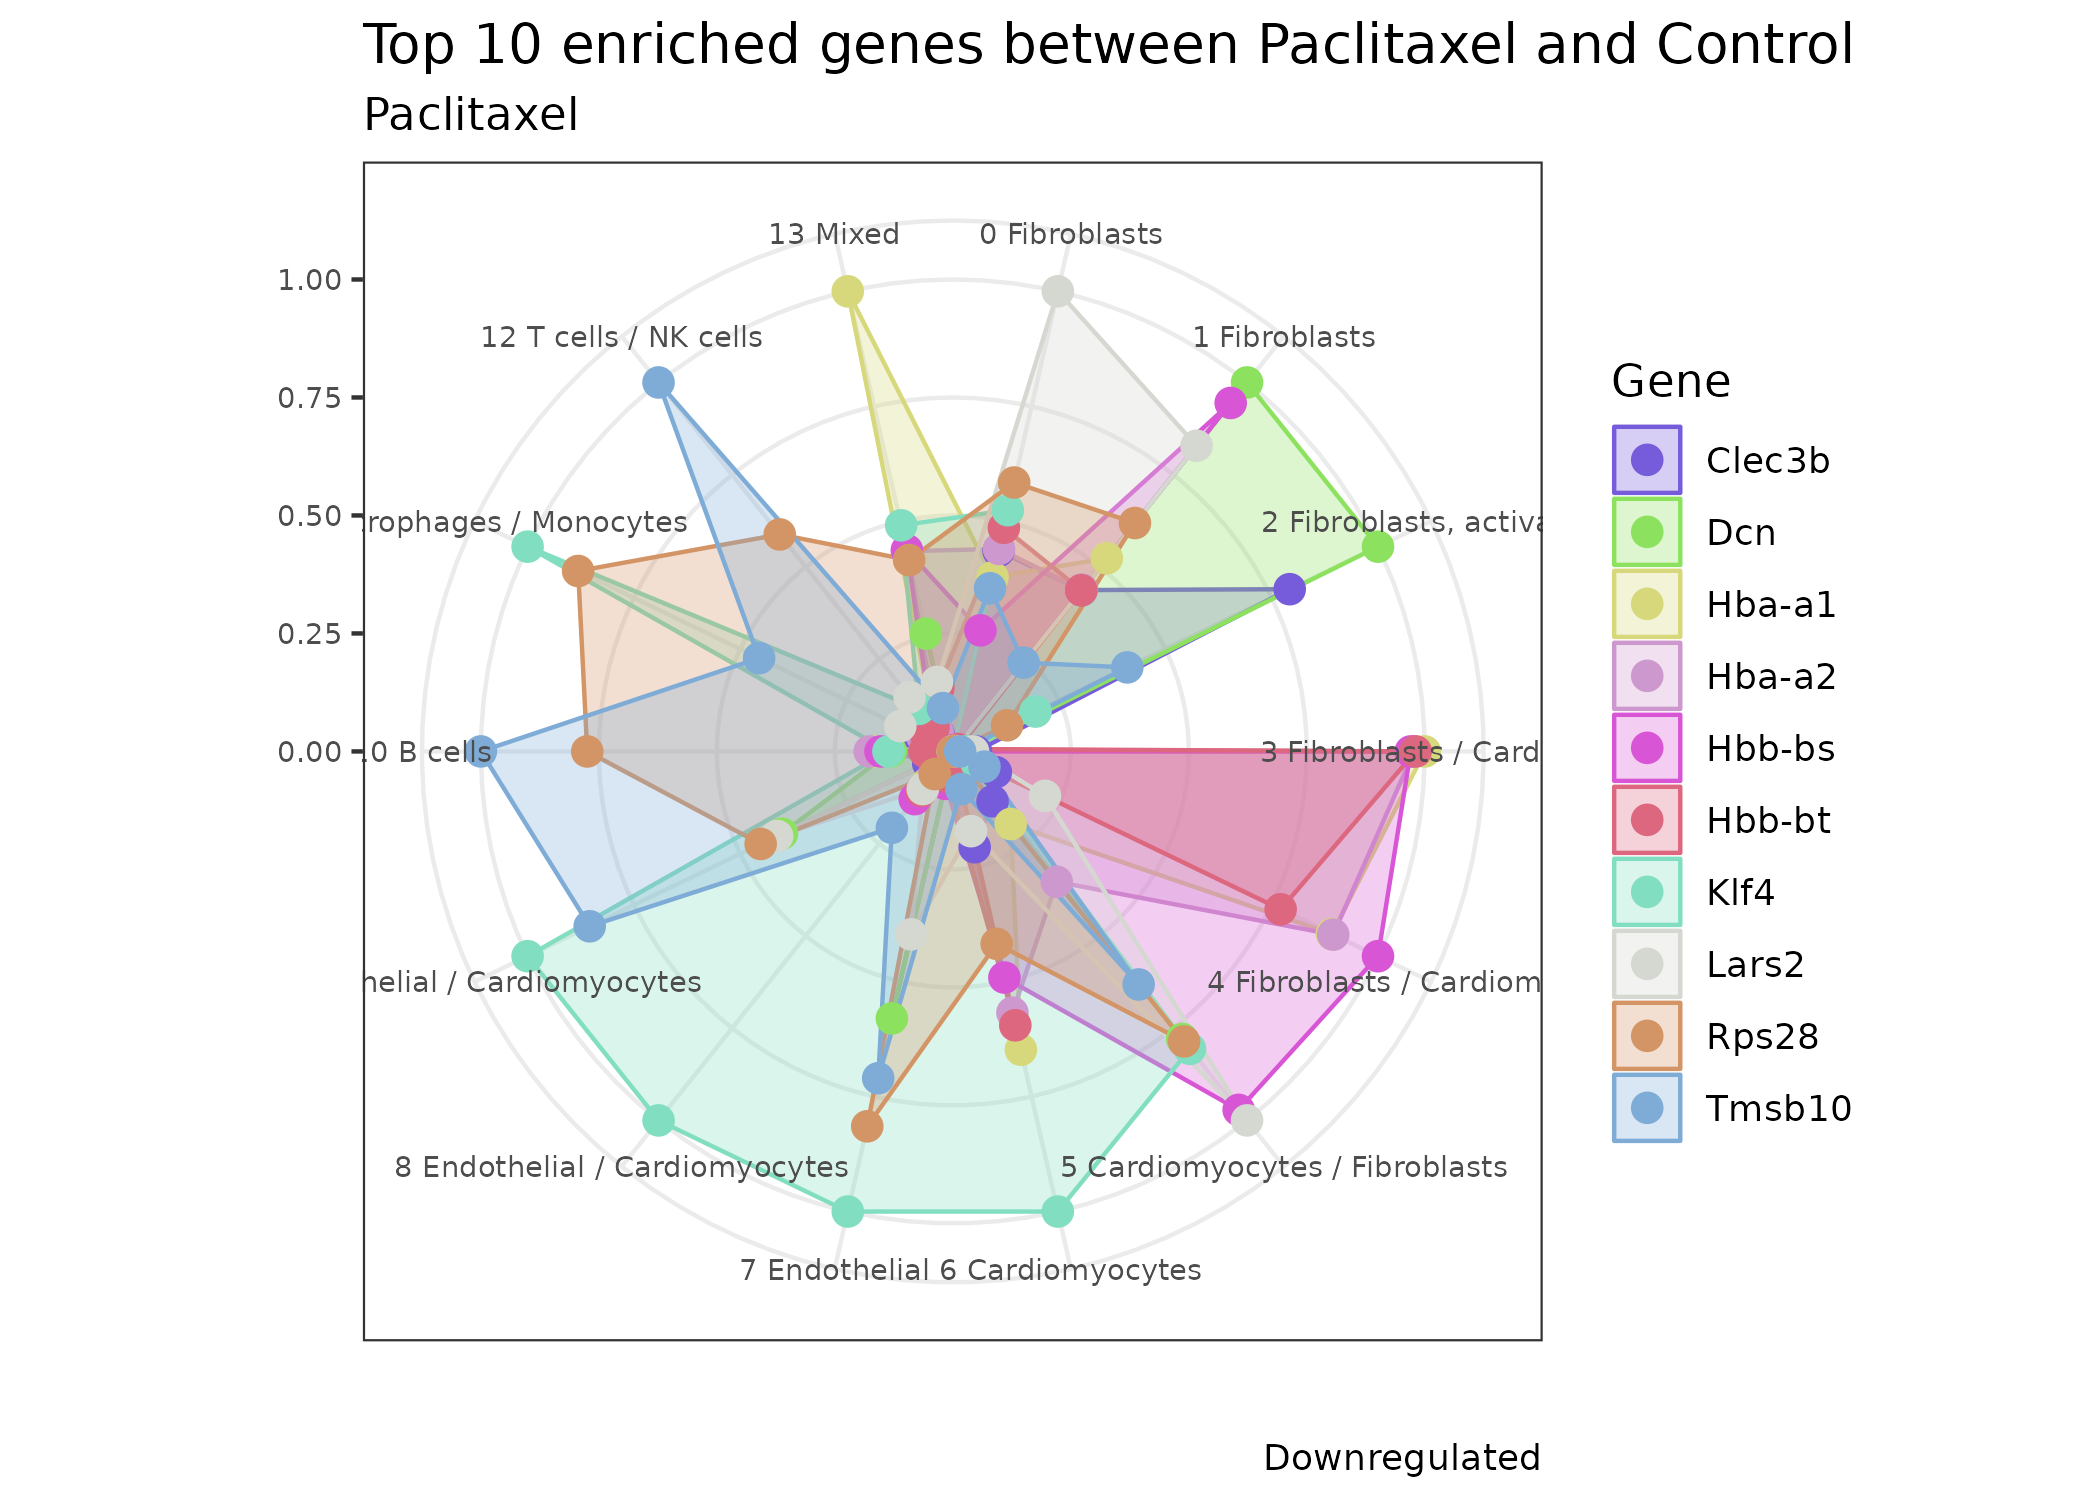 Top 10 enriched genes between Paclitaxel and Control
Paclitaxel
13 Mixed
0 Fibroblasts
1.00
12 T cells / NK cells
1 Fibroblasts
0.75
0.50
rophages / Monocytes
2 Fibroblasts, activa
0.25
0.00
0 B cells
3 Fibroblasts / Card
helial / Cardiomyocytes
4 Fibroblasts / Cardiom
8 Endothelial / Cardiomyocytes
5 Cardiomyocytes / Fibroblasts
7 Endothelial
6 Cardiomyocytes
Gene
Clec3b
Dcn
Hba-a1
Hba-a2
Hbb-bs
Hbb-bt
Klf4
Lars2
Rps28
Tmsb10
Downregulated